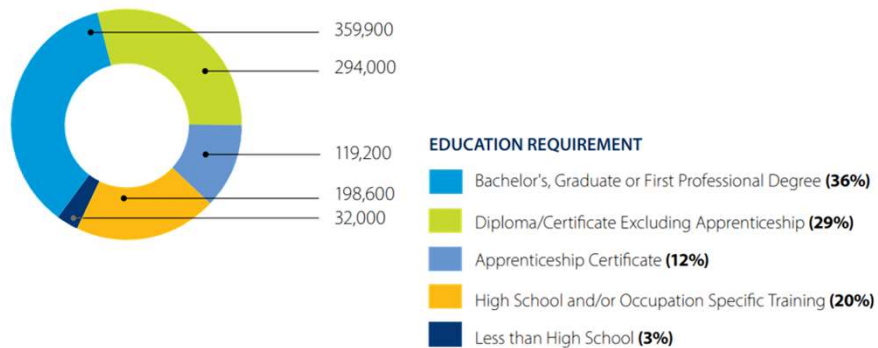 359,900
294,000
119,200
198,600
32,000
EDUCATION REQUIREMENT
Bachelor's, Graduate or First Professional Degree (36%)
Diploma/Certificate Excluding Apprenticeship (29%)
Apprenticeship Certificate (12%)
High School and/or Occupation Specific Training (20%)
Less than High School (3%)